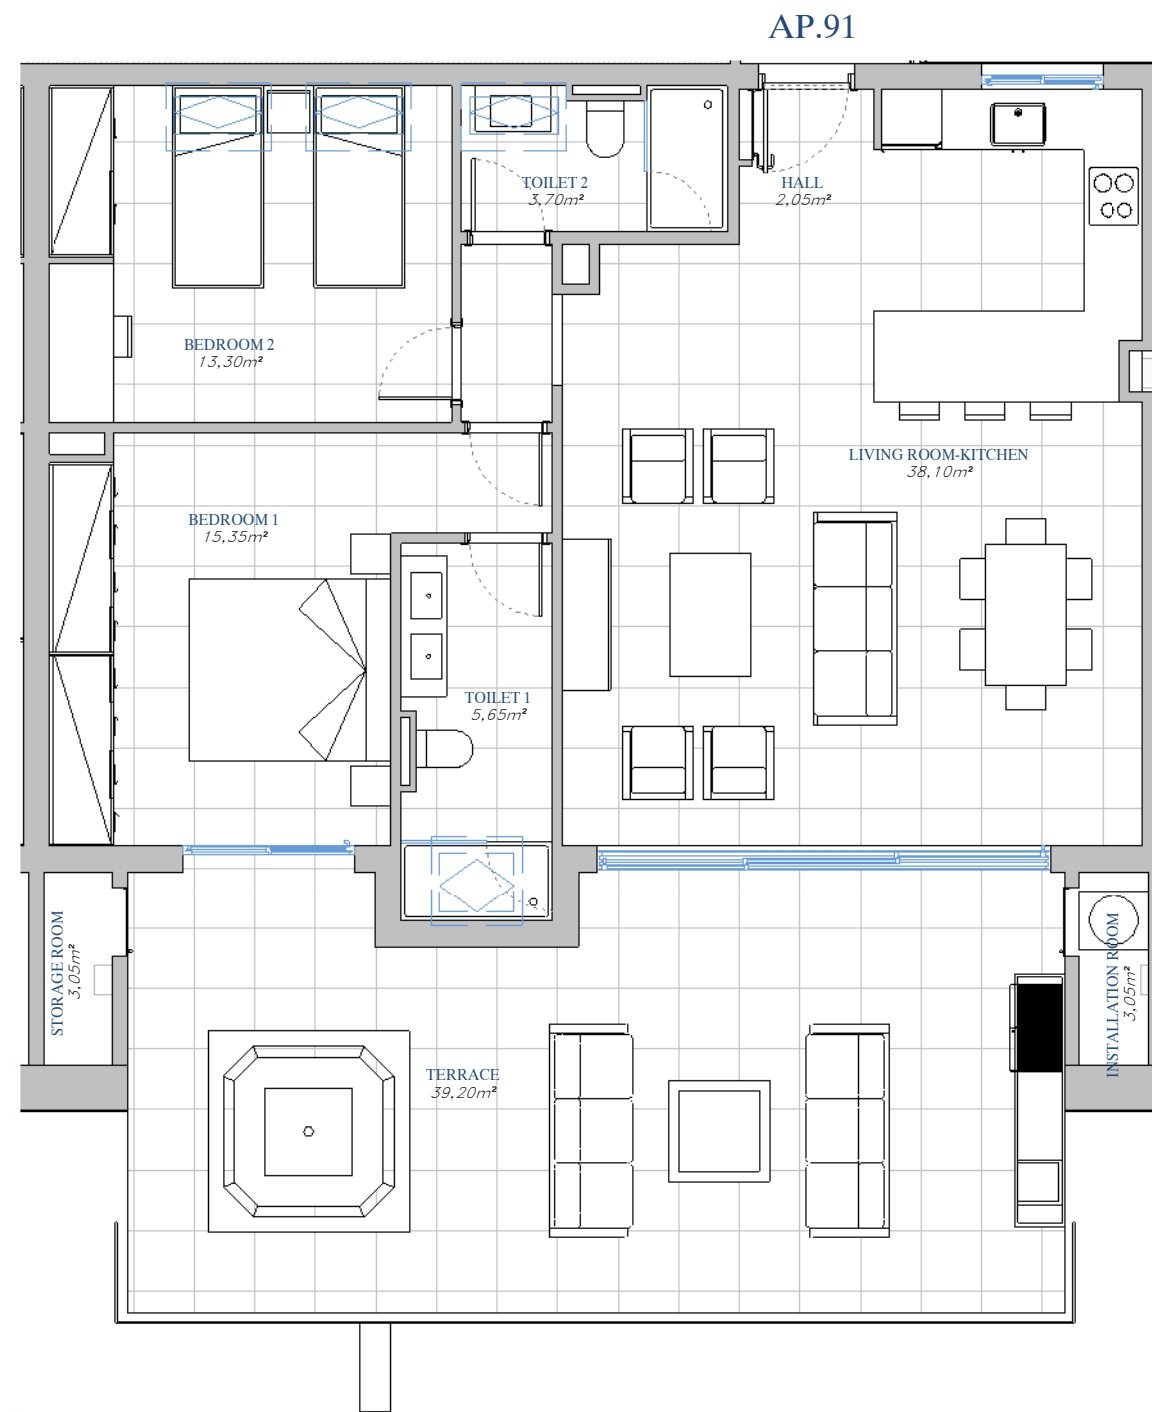 AP.91
TOILET 2
3,70m²
HALL
2,05m²
BEDROOM 2
13,30m²
LIVING ROOM-KITCHEN
38,10m²
BEDROOM 1
15,35m²
TOILET 1
5,65m²
STORAGE ROOM
3,05m²
INSTALLATION ROOM
3,05m²
TERRACE
39,20m²